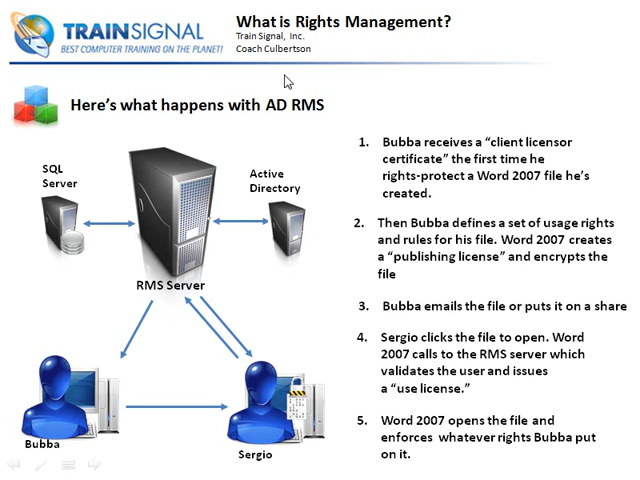 TRAINSIGNAL
BEST COMPUTER TRAINING ON THE PLANET!
What is Rights Management?
Train Signal, Inc.
Coach Culbertson
Here's what happens with AD RMS
SQL
Server
Active
Directory
RMS Server
Bubba
Sergio
1. Bubba receives a "client licensor
certificate" the first time he
rights-protect a Word 2007 file he's
created.
2. Then Bubba defines a set of usage rights
and rules for his file. Word 2007 creates
a "publishing license" and encrypts the
file
3. Bubba emails the file or puts it on a share
4. Sergio clicks the file to open. Word
2007 calls to the RMS server which
validates the user and issues
a "use license."
5. Word 2007 opens the file and
enforces whatever rights Bubba put
on it.